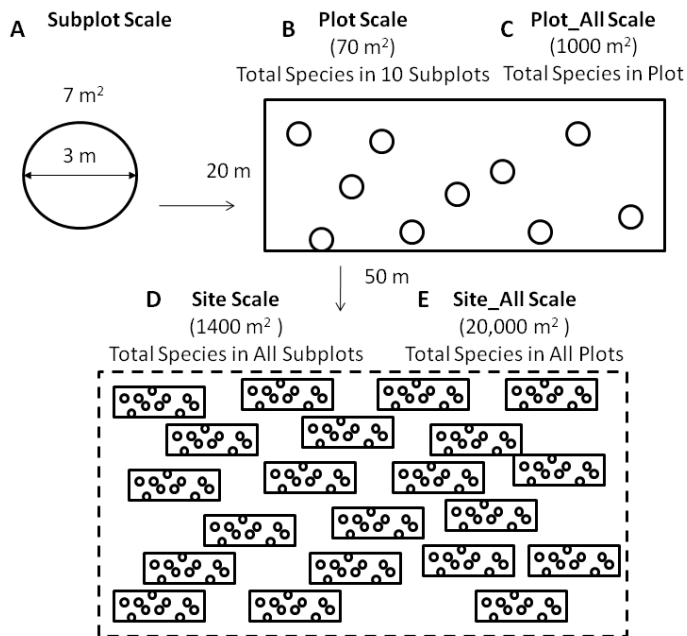 A Subplot Scale
7 m²
3 m
B Plot Scale
(70 m²)
Total Species in 10 Subplots
C Plot_All Scale
(1000 m²)
Total Species in Plot
20 m
50 m
D Site Scale
(1400 m² )
Total Species in All Subplots
E Site_All Scale
(20,000 m² )
Total Species in All Plots